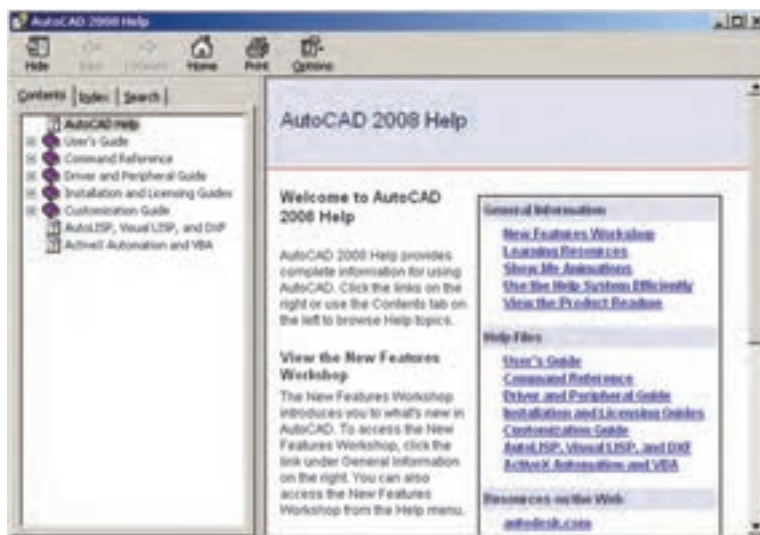 AutoCAD 2008 Help
Hide Back Forward Home Print Options
Contents Index Search
AutoCAD Help
User's Guide
Command Reference
Driver and Peripheral Guide
Installation and Licensing Guides
Customization Guide
AutoLISP, Visual LISP, and DXF
ActiveX Automation and VBA
AutoCAD 2008 Help
Welcome to AutoCAD
2008 Help
AutoCAD 2008 Help provides
complete information for using
AutoCAD. Click the links on the
right or use the Contents tab on
the left to browse Help topics.
View the New Features
Workshop
The New Features Workshop
introduces you to what's new in
AutoCAD. To access the New
Features Workshop, click the
link under General Information
on the right. You can also
access the New Features
Workshop from the Help menu.
General Information
New Features Workshop
Learning Resources
Show Me Animations
Use the Help System Efficiently
View the Product Readme
Help Files
User's Guide
Command Reference
Driver and Peripheral Guide
Installation and Licensing Guides
Customization Guide
AutoLISP, Visual LISP, and DXF
ActiveX Automation and VBA
Resources on the Web
autodesk.com